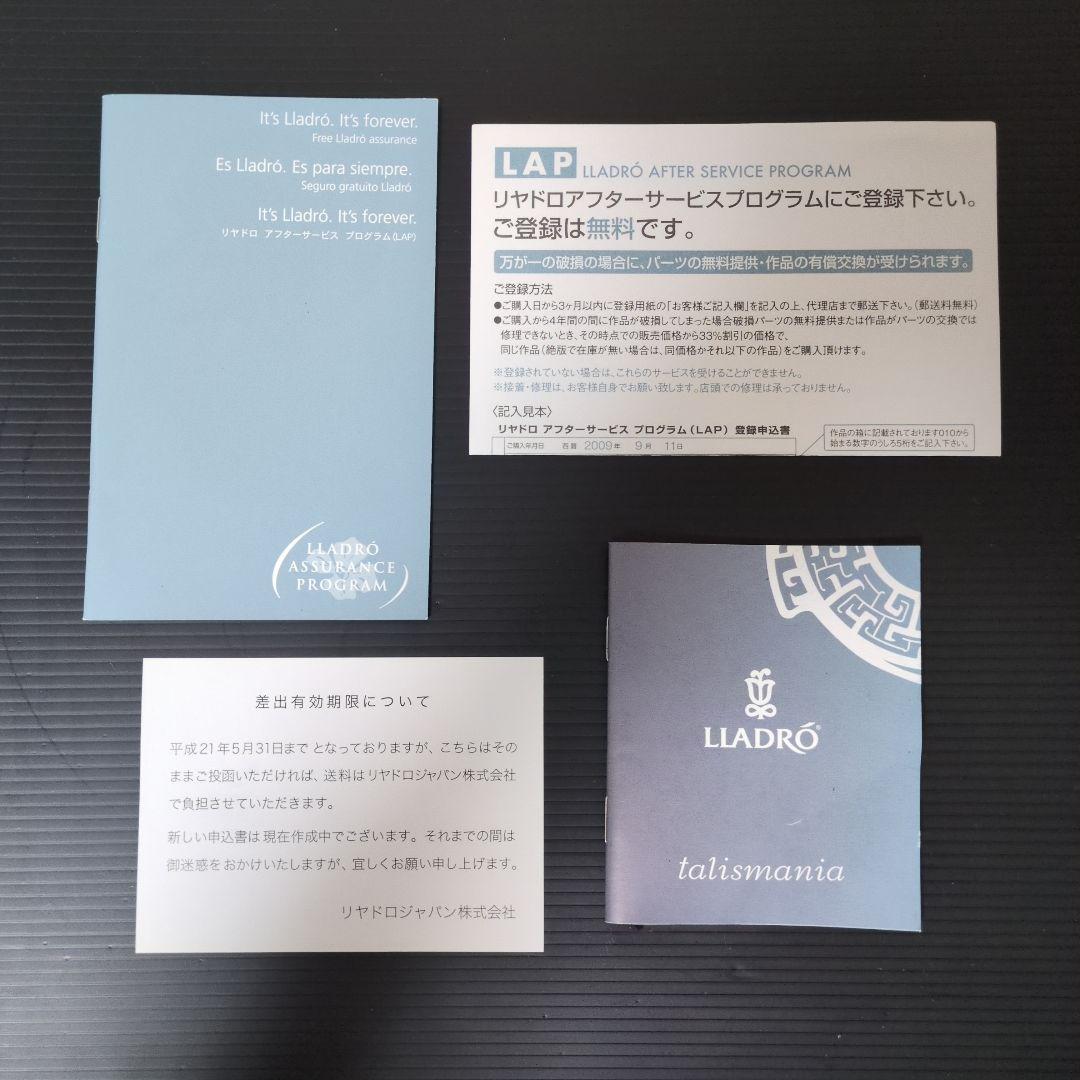 It's Lladró. It's forever.
Free Lladró assurance
Es Lladró. Es para siempre.
Seguro gratuito Lladró
It's Lladró. It's forever.
リヤドロ アフターサービス プログラム(LAP)
LLADRÓ
ASSURANCE
PROGRAM
LAP LLADRÓ AFTER SERVICE PROGRAM
リヤドロアフターサービスプログラムにご登録下さい。
ご登録は無料です。
万が一の破損の場合に、パーツの無料提供・作品の有償交換が受けられます。
ご登録方法
●ご購入日から3ヶ月以内に登録用紙の「お客様ご記入欄」を記入の上、代理店まで郵送下さい。(郵送料無料)
●ご購入から4年間の間に作品が破損してしまった場合破損パーツの無料提供または作品がパーツの交換では
修理できないとき、その時点での販売価格から33%割引の価格で、
同じ作品(絶版で在庫が無い場合は、同価格かそれ以下の作品)をご購入頂けます。
※登録されていない場合は、これらのサービスを受けることができません。
※接着・修理は、お客様自身でお願い致します。店頭での修理は承っておりません。
〈記入見本〉
リヤドロ アフターサービス プログラム(LAP) 登録申込書
ご購入年月日 西暦 2009年 9月 11日
作品の箱に記載されております010から
始まる数字のうしろ5桁をご記入下さい。
差出有効期限について
平成21年5月31日まで となっておりますが、こちらはその
ままご投函いただければ、送料はリヤドロジャパン株式会社
で負担させていただきます。
新しい申込書は現在作成中でございます。それまでの間は
御迷惑をおかけいたしますが、宜しくお願い申し上げます。
リヤドロジャパン株式会社
LLADRÓ®
talismania